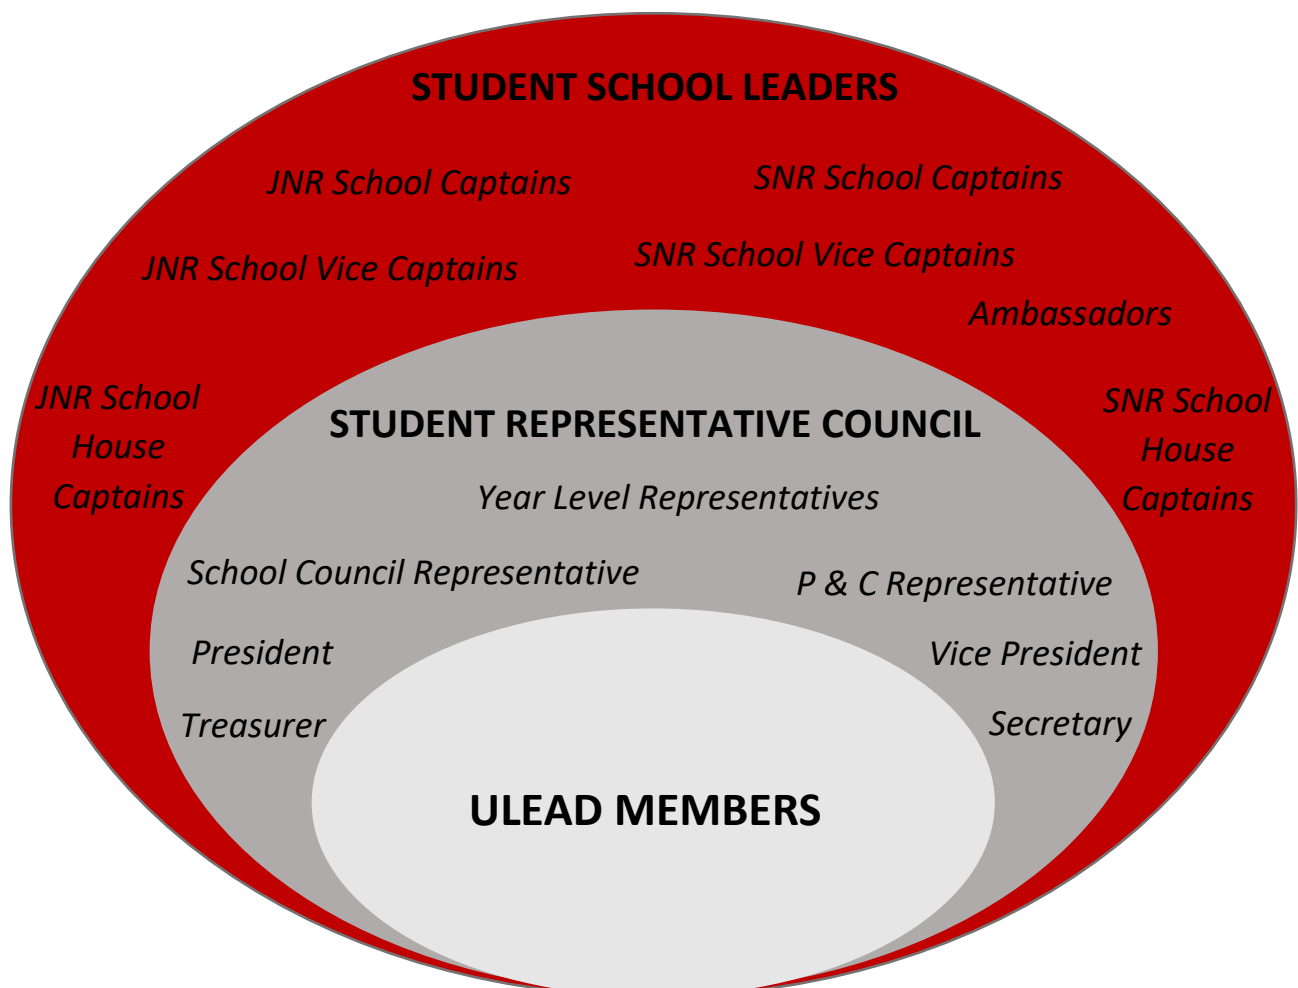 STUDENT SCHOOL LEADERS
JNR School Captains
SNR School Captains
JNR School Vice Captains
SNR School Vice Captains
Ambassadors
JNR School
House
Captains
SNR School
House
Captains
STUDENT REPRESENTATIVE COUNCIL
Year Level Representatives
School Council Representative
P & C Representative
President
Vice President
Treasurer
Secretary
ULEAD MEMBERS